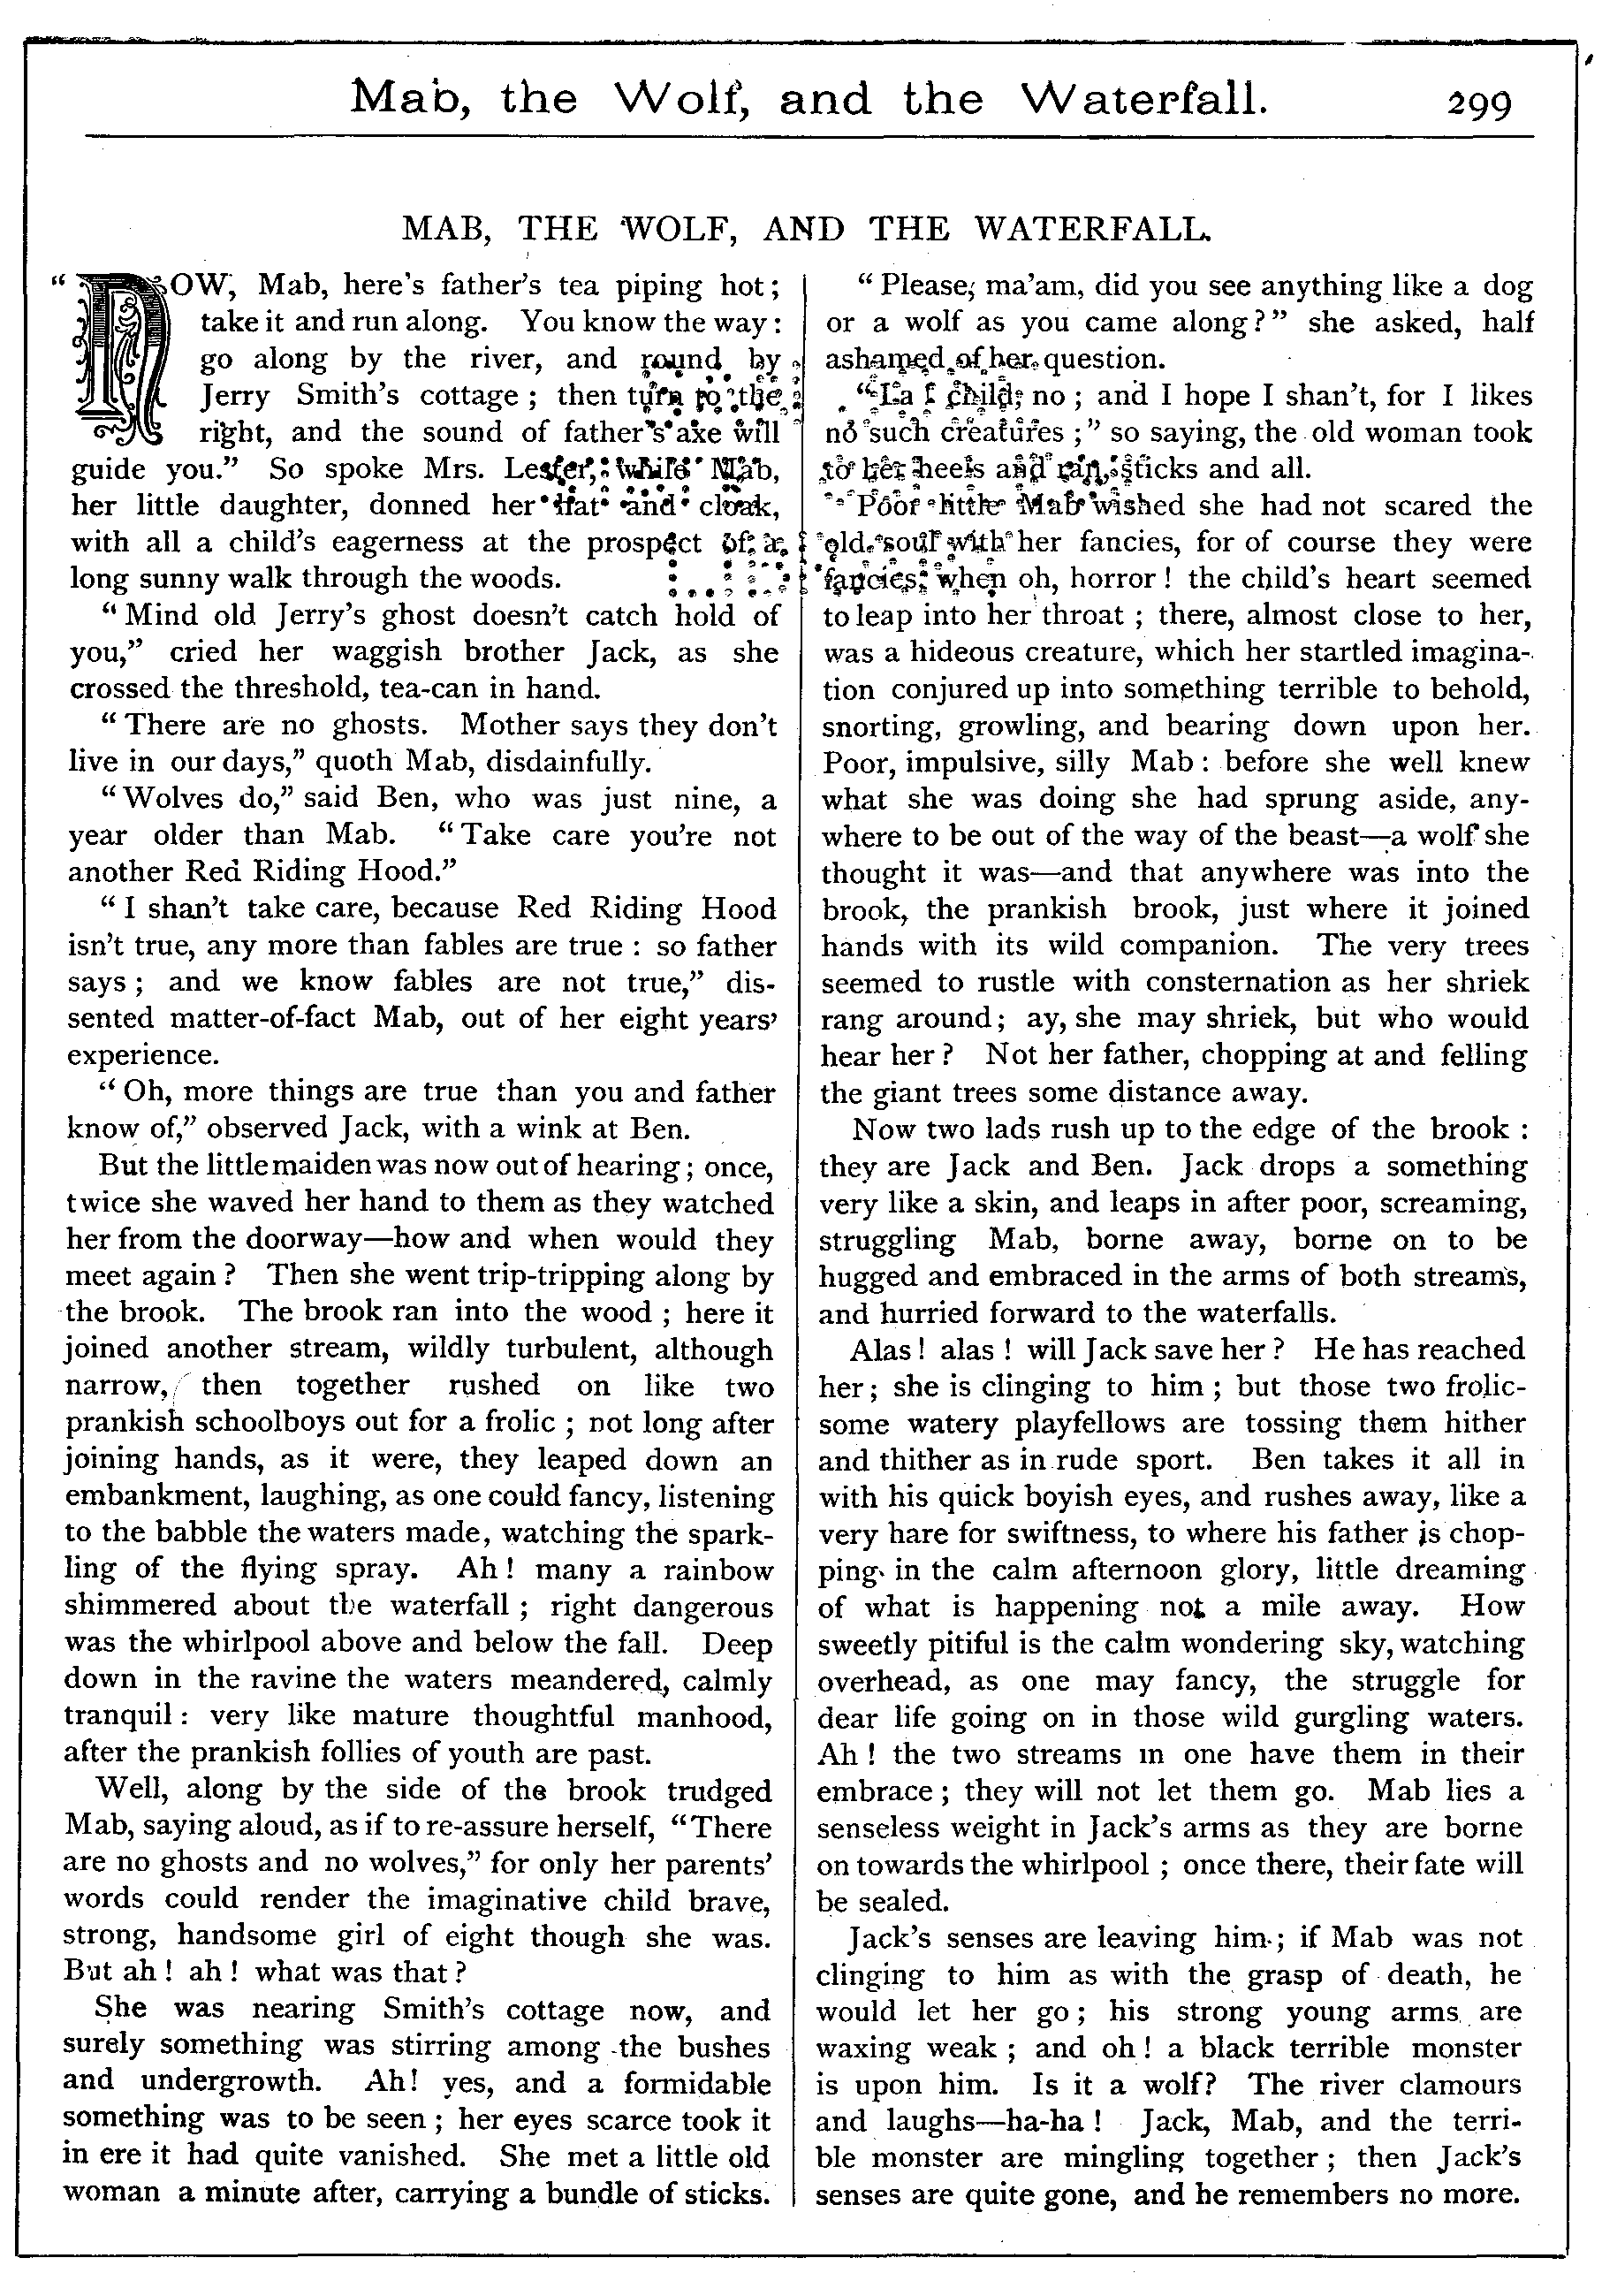 Mab, the Wolf, and the Waterfall. 299
MAB, THE WOLF, AND THE WATERFALL.
“NOW, Mab, here's father's tea piping hot;
take it and run along. You know the way:
go along by the river, and round by
Jerry Smith's cottage; then turn to the
right, and the sound of father's axe will
guide you.” So spoke Mrs. Lester, while Mab,
her little daughter, donned her hat and cloak,
with all a child's eagerness at the prospect of a
long sunny walk through the woods.
“Mind old Jerry's ghost doesn't catch hold of
you,” cried her waggish brother Jack, as she
crossed the threshold, tea-can in hand.
“There are no ghosts. Mother says they don't
live in our days,” quoth Mab, disdainfully.
“Wolves do,” said Ben, who was just nine, a
year older than Mab. “Take care you're not
another Red Riding Hood.”
“I shan't take care, because Red Riding Hood
isn't true, any more than fables are true: so father
says; and we know fables are not true,” dis-
sented matter-of-fact Mab, out of her eight years'
experience.
“Oh, more things are true than you and father
know of,” observed Jack, with a wink at Ben.
But the little maiden was now out of hearing; once,
twice she waved her hand to them as they watched
her from the doorway—how and when would they
meet again? Then she went trip-tripping along by
the brook. The brook ran into the wood; here it
joined another stream, wildly turbulent, although
narrow, then together rushed on like two
prankish schoolboys out for a frolic; not long after
joining hands, as it were, they leaped down an
embankment, laughing, as one could fancy, listening
to the babble the waters made, watching the spark-
ling of the flying spray. Ah! many a rainbow
shimmered about the waterfall; right dangerous
was the whirlpool above and below the fall. Deep
down in the ravine the waters meandered, calmly
tranquil: very like mature thoughtful manhood,
after the prankish follies of youth are past.
Well, along by the side of the brook trudged
Mab, saying aloud, as if to re-assure herself, “There
are no ghosts and no wolves,” for only her parents'
words could render the imaginative child brave,
strong, handsome girl of eight though she was.
But ah! ah! what was that?
She was nearing Smith's cottage now, and
surely something was stirring among the bushes
and undergrowth. Ah! yes, and a formidable
something was to be seen; her eyes scarce took it
in ere it had quite vanished. She met a little old
woman a minute after, carrying a bundle of sticks.
“Please, ma'am, did you see anything like a dog
or a wolf as you came along?” she asked, half
ashamed of her question.
“La! child, no; and I hope I shan't, for I likes
no such creatures;” so saying, the old woman took
to her heels and ran, sticks and all.
Poor little Mab wished she had not scared the
old soul with her fancies, for of course they were
fancies; when oh, horror! the child's heart seemed
to leap into her throat; there, almost close to her,
was a hideous creature, which her startled imagina-
tion conjured up into something terrible to behold,
snorting, growling, and bearing down upon her.
Poor, impulsive, silly Mab: before she well knew
what she was doing she had sprung aside, any-
where to be out of the way of the beast—a wolf she
thought it was—and that anywhere was into the
brook, the prankish brook, just where it joined
hands with its wild companion. The very trees
seemed to rustle with consternation as her shriek
rang around; ay, she may shriek, but who would
hear her? Not her father, chopping at and felling
the giant trees some distance away.
Now two lads rush up to the edge of the brook:
they are Jack and Ben. Jack drops a something
very like a skin, and leaps in after poor, screaming,
struggling Mab, borne away, borne on to be
hugged and embraced in the arms of both streams,
and hurried forward to the waterfalls.
Alas! alas! will Jack save her? He has reached
her; she is clinging to him; but those two frolic-
some watery playfellows are tossing them hither
and thither as in rude sport. Ben takes it all in
with his quick boyish eyes, and rushes away, like a
very hare for swiftness, to where his father is chop-
ping in the calm afternoon glory, little dreaming
of what is happening not a mile away. How
sweetly pitiful is the calm wondering sky, watching
overhead, as one may fancy, the struggle for
dear life going on in those wild gurgling waters.
Ah! the two streams in one have them in their
embrace; they will not let them go. Mab lies a
senseless weight in Jack's arms as they are borne
on towards the whirlpool; once there, their fate will
be sealed.
Jack's senses are leaving him; if Mab was not
clinging to him as with the grasp of death, he
would let her go; his strong young arms are
waxing weak; and oh! a black terrible monster
is upon him. Is it a wolf? The river clamours
and laughs—ha-ha! Jack, Mab, and the terri-
ble monster are mingling together; then Jack's
senses are quite gone, and he remembers no more.